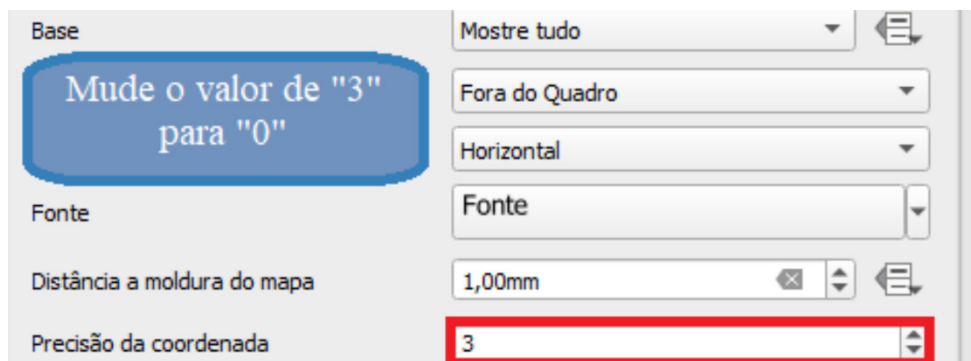 Base Mostre tudo
Mude o valor de "3"
para "0"
Fora do Quadro
Horizontal
Fonte Fonte
Distância a moldura do mapa 1,00mm
Precisão da coordenada 3